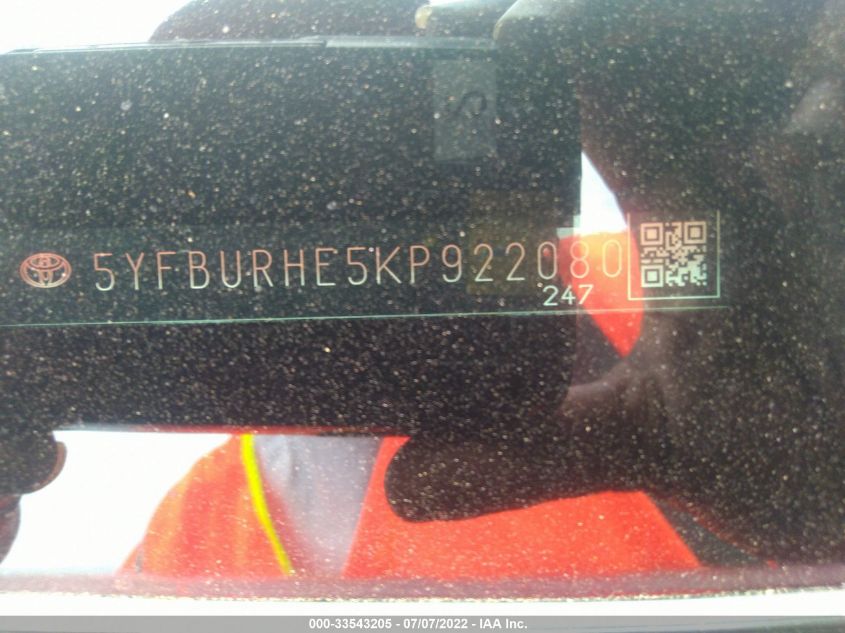 S
5YFBURHE5KP922080
247
000-33543205 - 07/07/2022 - IAA Inc.